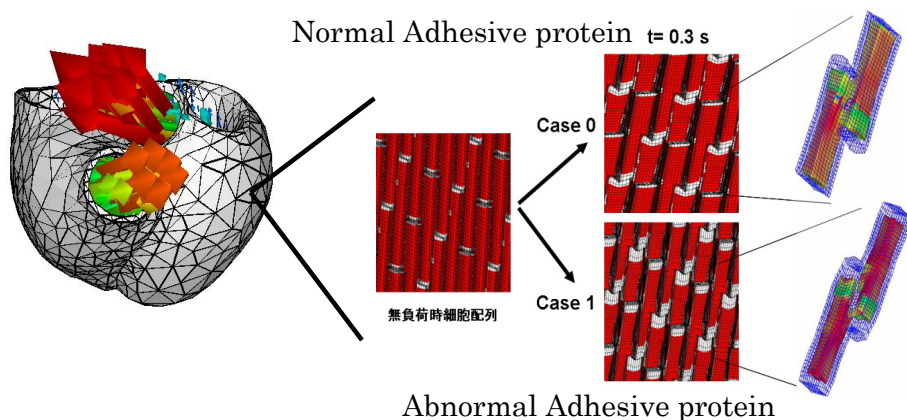 Normal Adhesive protein
t= 0.3 s
Case 0
無負荷時細胞配列
Case 1
Abnormal Adhesive protein